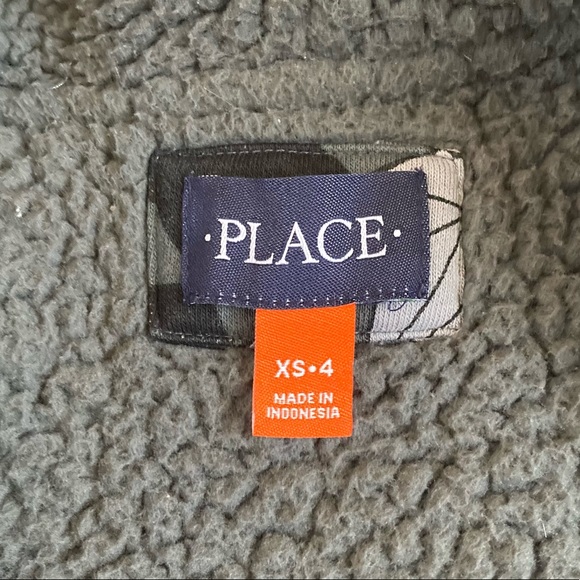 ·PLACE·
XS•4
MADE IN
INDONESIA